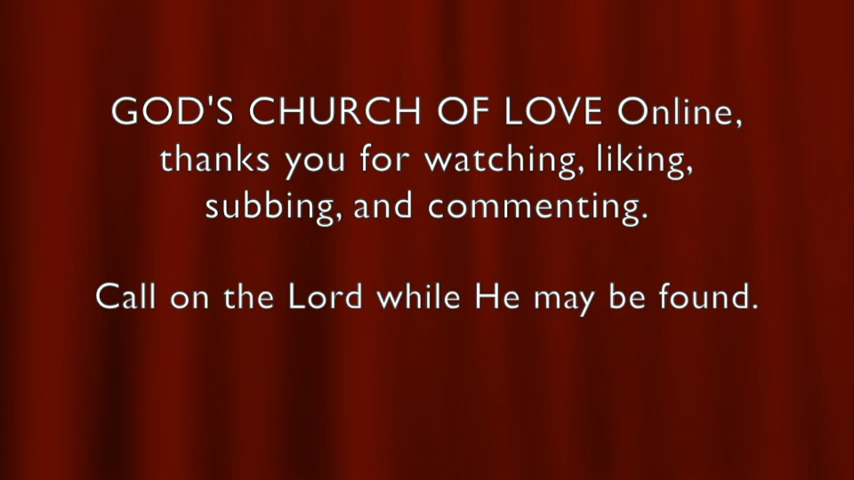 GOD'S CHURCH OF LOVE Online,
thanks you for watching, liking,
subbing, and commenting.
Call on the Lord while He may be found.